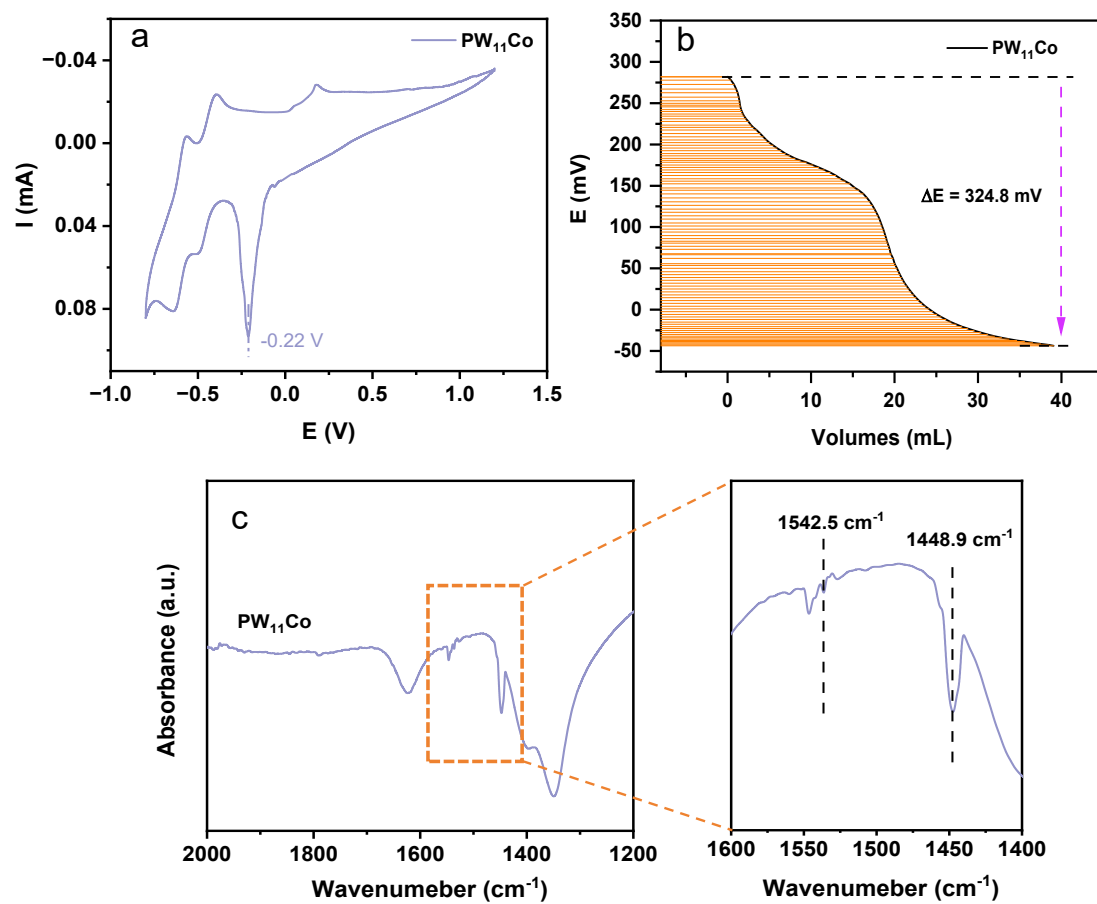 a
PW₁₁Co
−0.04
0.00
0.04
0.08
I (mA)
-0.22 V
−1.0
−0.5
0.0
0.5
1.0
1.5
E (V)
b
PW₁₁Co
350
300
250
200
150
100
50
0
-50
E (mV)
ΔE = 324.8 mV
0
10
20
30
40
Volumes (mL)
c
PW₁₁Co
Absorbance (a.u.)
2000
1800
1600
1400
1200
Wavenumeber (cm⁻¹)
1542.5 cm⁻¹
1448.9 cm⁻¹
1600
1550
1500
1450
1400
Wavenumeber (cm⁻¹)